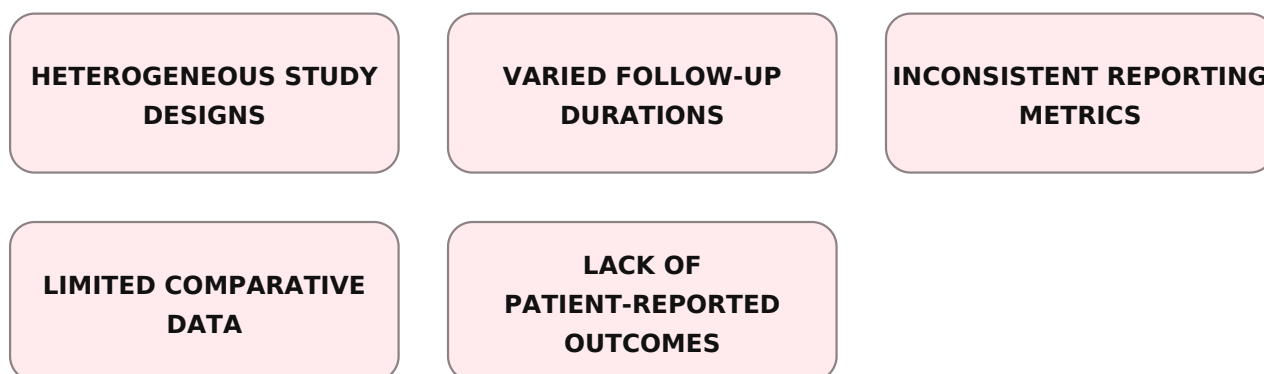 HETEROGENEOUS STUDY
DESIGNS
VARIED FOLLOW-UP
DURATIONS
INCONSISTENT REPORTING
METRICS
LIMITED COMPARATIVE
DATA
LACK OF
PATIENT-REPORTED
OUTCOMES